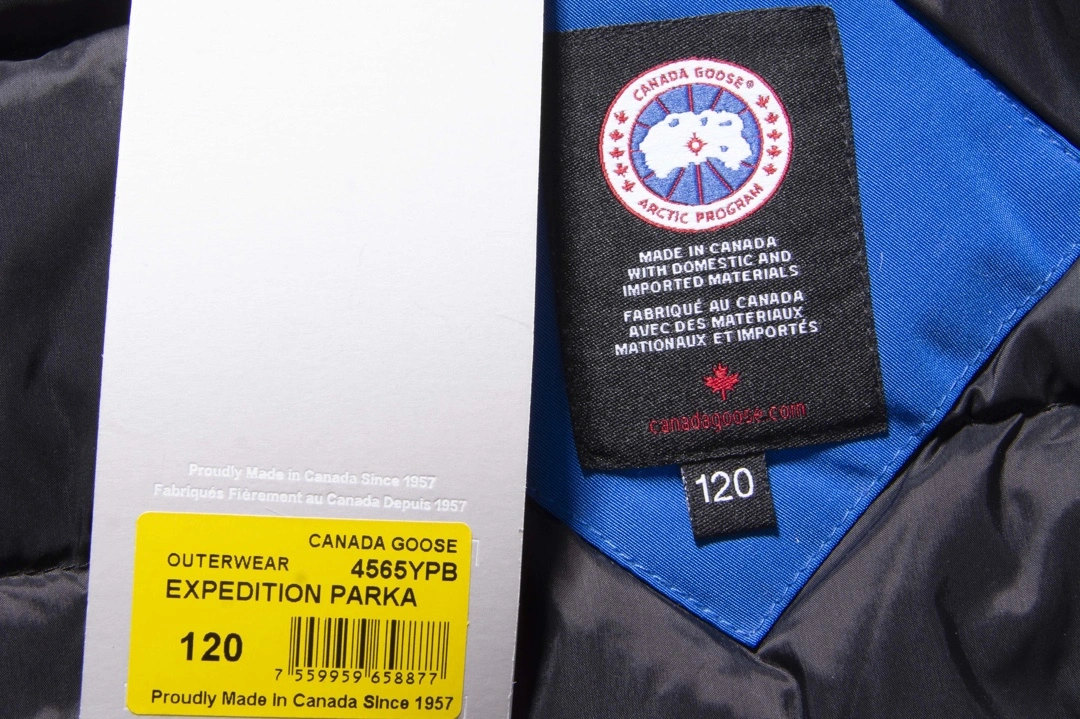 Proudly Made in Canada Since 1957
Fabriqués Fièrement au Canada Depuis 1957
CANADA GOOSE
OUTERWEAR 4565YPB
EXPEDITION PARKA
120
7 559959 658877
Proudly Made in Canada Since 1957
CANADA GOOSE®
ARCTIC PROGRAM
MADE IN CANADA
WITH DOMESTIC AND
IMPORTED MATERIALS
FABRIQUÉ AU CANADA
AVEC DES MATERIAUX
MATIONAUX ET IMPORTÉS
canadagoose.com
120